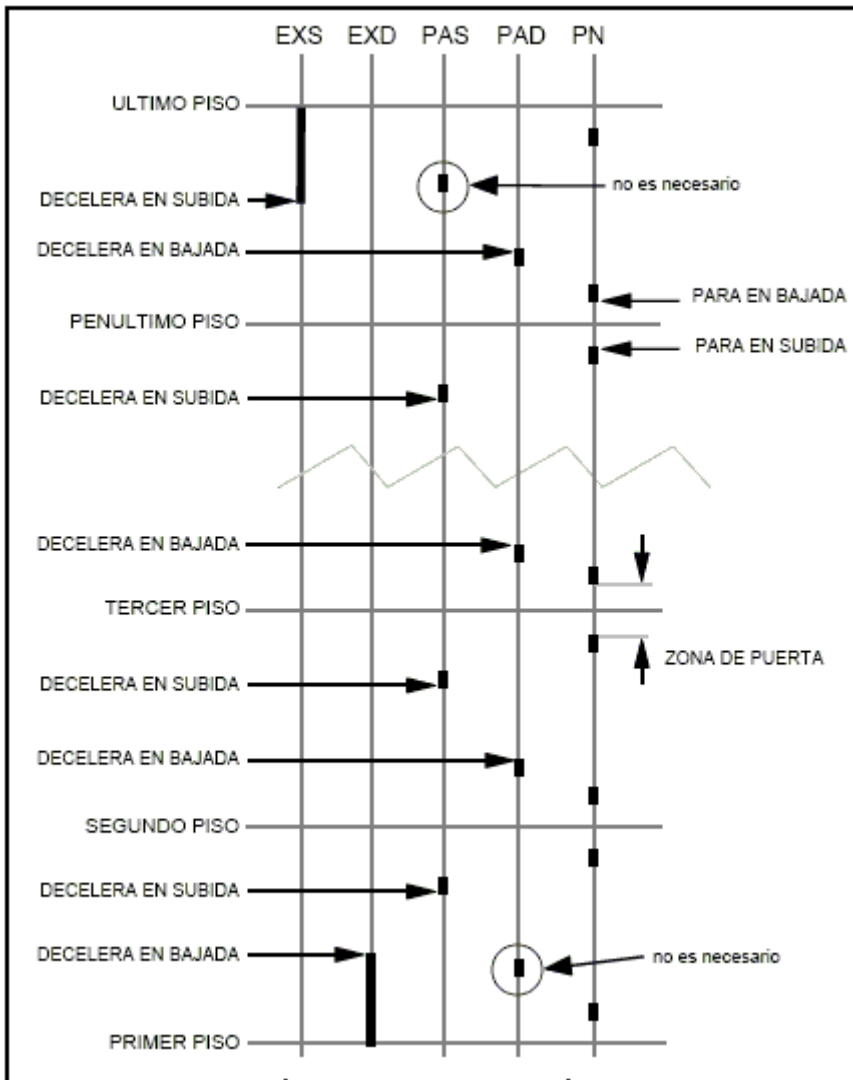 EXS EXD PAS PAD PN
ULTIMO PISO
no es necesario
DECELERA EN SUBIDA
DECELERA EN BAJADA
PARA EN BAJADA
PENULTIMO PISO
PARA EN SUBIDA
DECELERA EN SUBIDA
DECELERA EN BAJADA
TERCER PISO
ZONA DE PUERTA
DECELERA EN SUBIDA
DECELERA EN BAJADA
SEGUNDO PISO
DECELERA EN SUBIDA
DECELERA EN BAJADA
no es necesario
PRIMER PISO